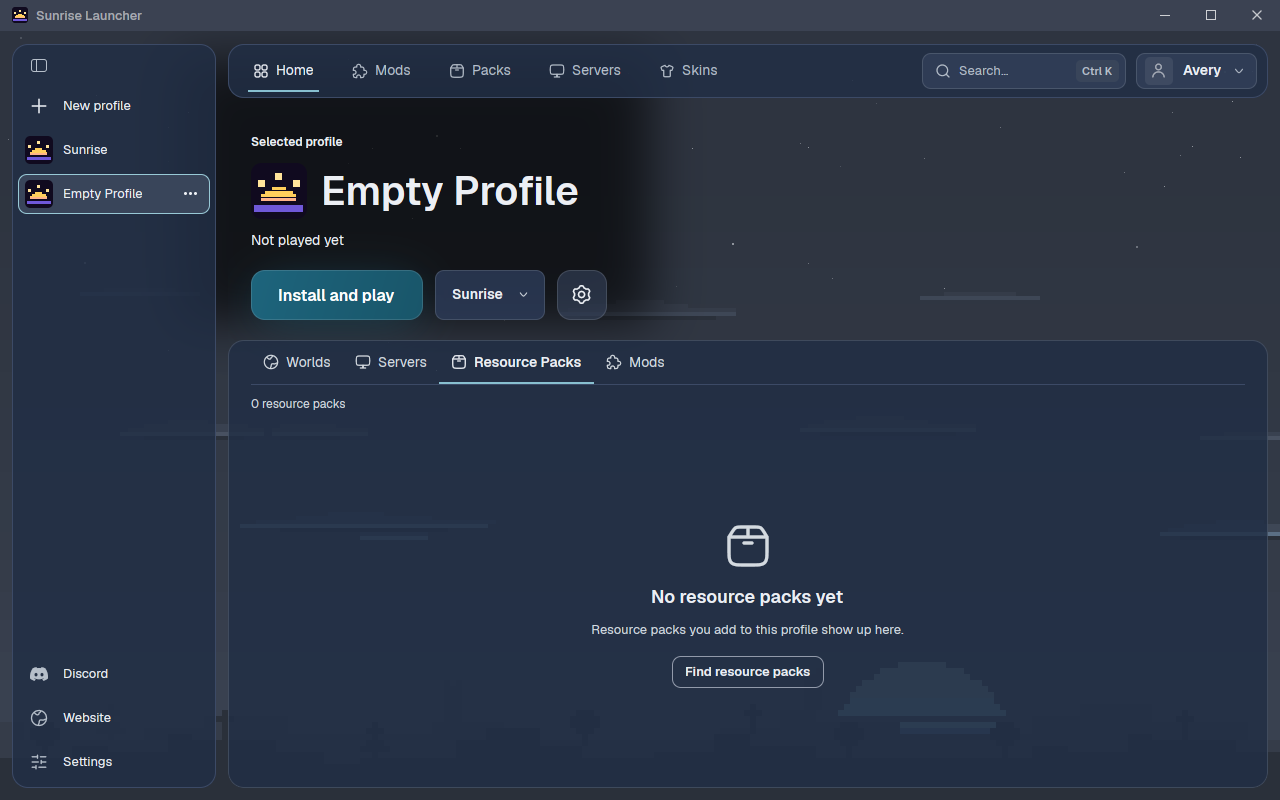 Sunrise Launcher
New profile
Sunrise
Empty Profile
Discord
Website
Settings
Home
Mods
Packs
Servers
Skins
Search...
Ctrl K
Avery
Selected profile
Empty Profile
Not played yet
Install and play
Sunrise
Worlds
Servers
Resource Packs
Mods
0 resource packs
No resource packs yet
Resource packs you add to this profile show up here.
Find resource packs